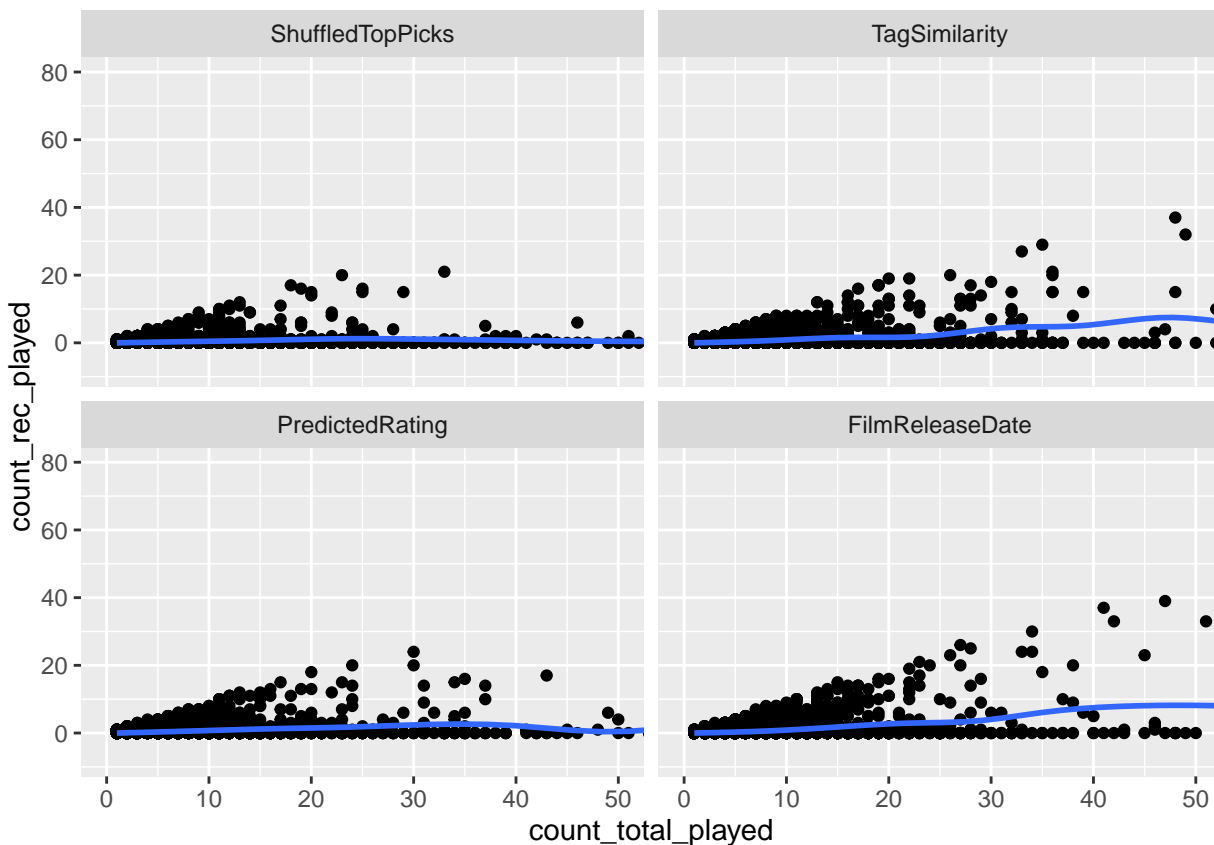 ShuffledTopPicks
TagSimilarity
80
60
40
20
0
PredictedRating
FilmReleaseDate
80
60
40
20
0
0 10 20 30 40 50
0 10 20 30 40 50
count_rec_played
count_total_played